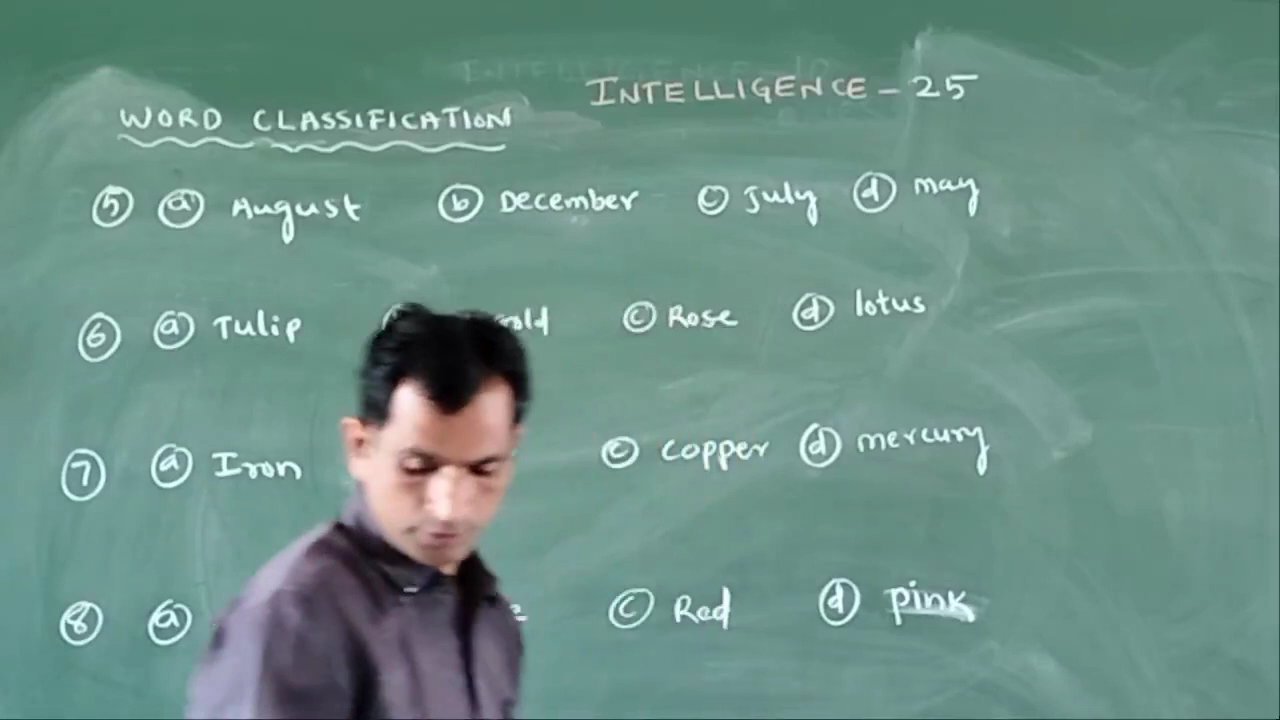 INTELLIGENCE - 25
WORD CLASSIFICATION
5 a August b December c July d may
6 a Tulip c Rose d lotus
7 a Iron c copper d mercury
8 a c Red d pink